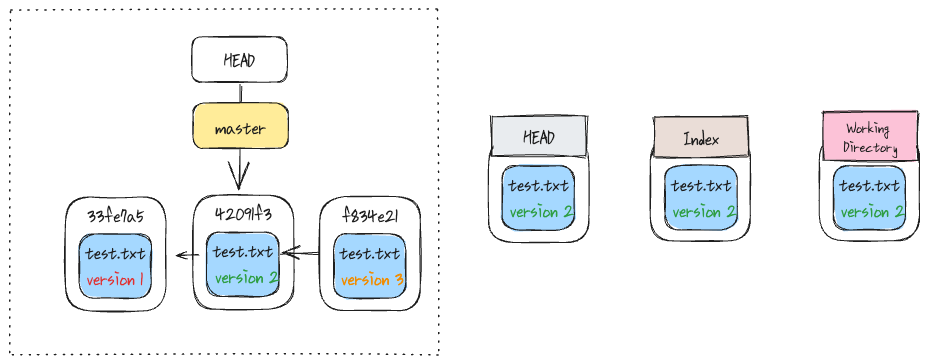 HEAD
master
33fe7a5
test.txt
version 1
42091f3
test.txt
version 2
f834e21
test.txt
version 3
HEAD
test.txt
version 2
Index
test.txt
version 2
Working
Directory
test.txt
version 2